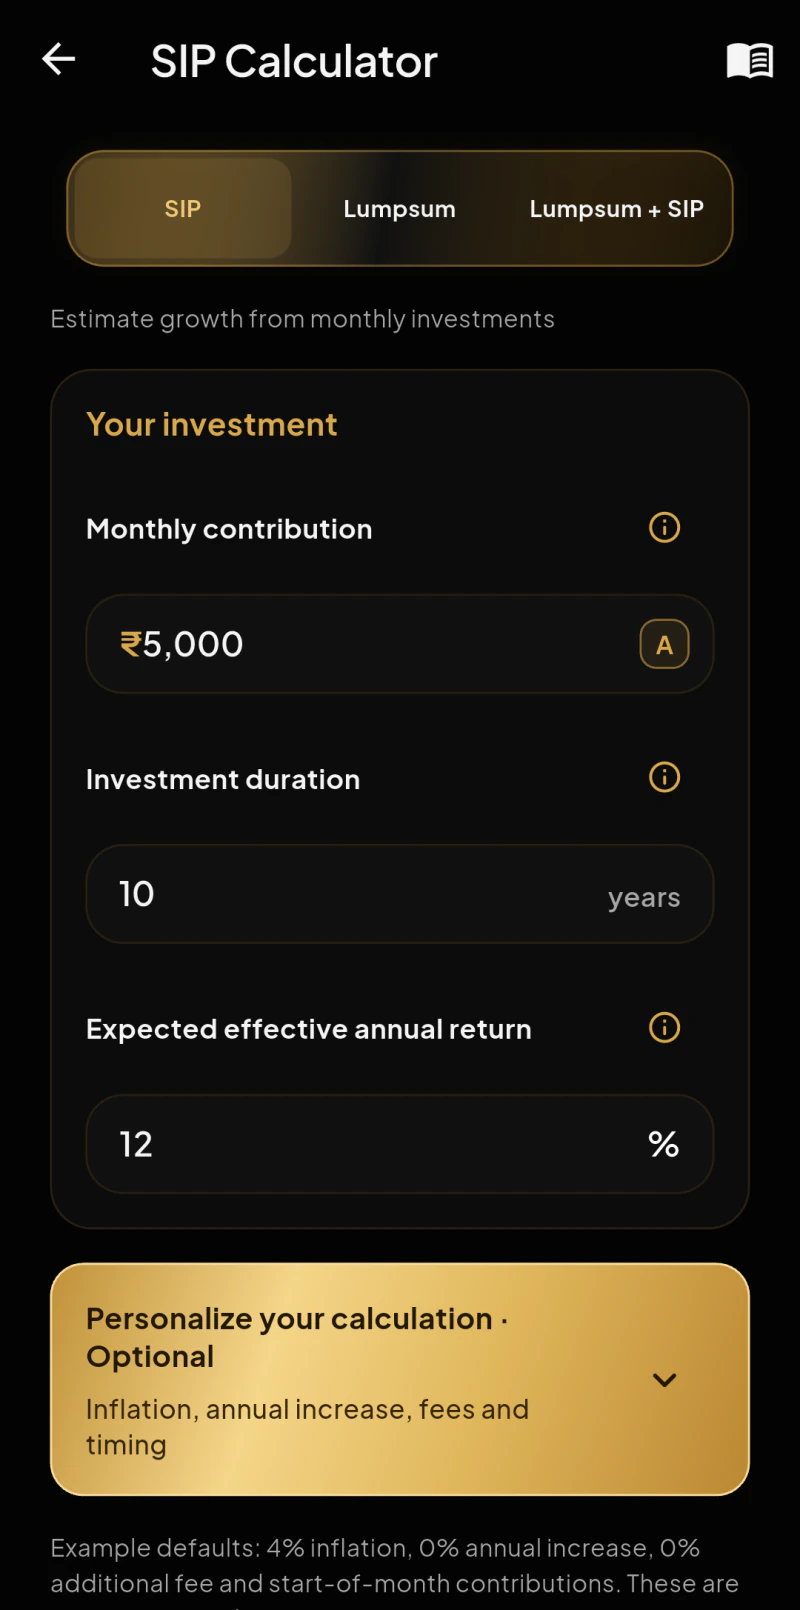 SIP Calculator
SIP
Lumpsum
Lumpsum + SIP
Estimate growth from monthly investments
Your investment
Monthly contribution
₹5,000
A
Investment duration
10
years
Expected effective annual return
12
%
Personalize your calculation ·
Optional
Inflation, annual increase, fees and
timing
Example defaults: 4% inflation, 0% annual increase, 0%
additional fee and start-of-month contributions. These are